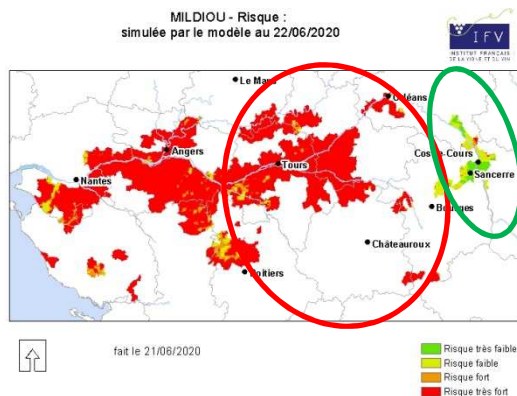 MILDIOU - Risque :
simulée par le modèle au 22/06/2020
IFV
INSTITUT FRANÇAIS
DE LA VIGNE ET DU VIN
Le Mans
Orléans
Angers
Cosne-Cours
Tours
Sancerre
Nantes
Bourges
Châteauroux
Poitiers
fait le 21/06/2020
Risque très faible
Risque faible
Risque fort
Risque très fort